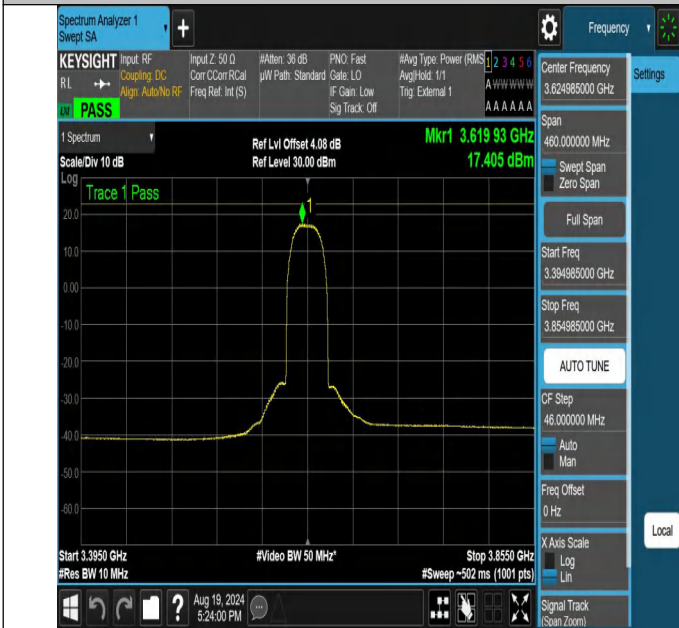 Spectrum Analyzer 1
Swept SA
Frequency
KEYSIGHT
RL
PASS
Input: RF
Coupling: DC
Align: Auto/No RF
Input Z: 50 Ω
Corr CCorr RCal
Freq Ref: Int (S)
#Atten: 36 dB
µW Path: Standard
PNO: Fast
Gate: LO
IF Gain: Low
Sig Track: Off
#Avg Type: Power (RMS
Avg|Hold: 1/1
Trig: External 1
1 2 3 4 5 6
A W W W W W
A A A A A A
1 Spectrum
Scale/Div 10 dB
Ref Lvl Offset 4.08 dB
Ref Level 30.00 dBm
Mkr1 3.619 93 GHz
17.405 dBm
Log
Trace 1 Pass
1
20.0
10.0
0.00
-10.0
-20.0
-30.0
-40.0
-50.0
-60.0
Start 3.3950 GHz
#Video BW 50 MHz*
Stop 3.8550 GHz
#Res BW 10 MHz
#Sweep ~502 ms (1001 pts)
?
Aug 19, 2024
5:24:00 PM
Center Frequency
3.624985000 GHz
Settings
Span
460.000000 MHz
Swept Span
Zero Span
Full Span
Start Freq
3.394985000 GHz
Stop Freq
3.854985000 GHz
AUTO TUNE
CF Step
46.000000 MHz
Auto
Man
Freq Offset
0 Hz
Local
X Axis Scale
Log
Lin
Signal Track
(Span Zoom)